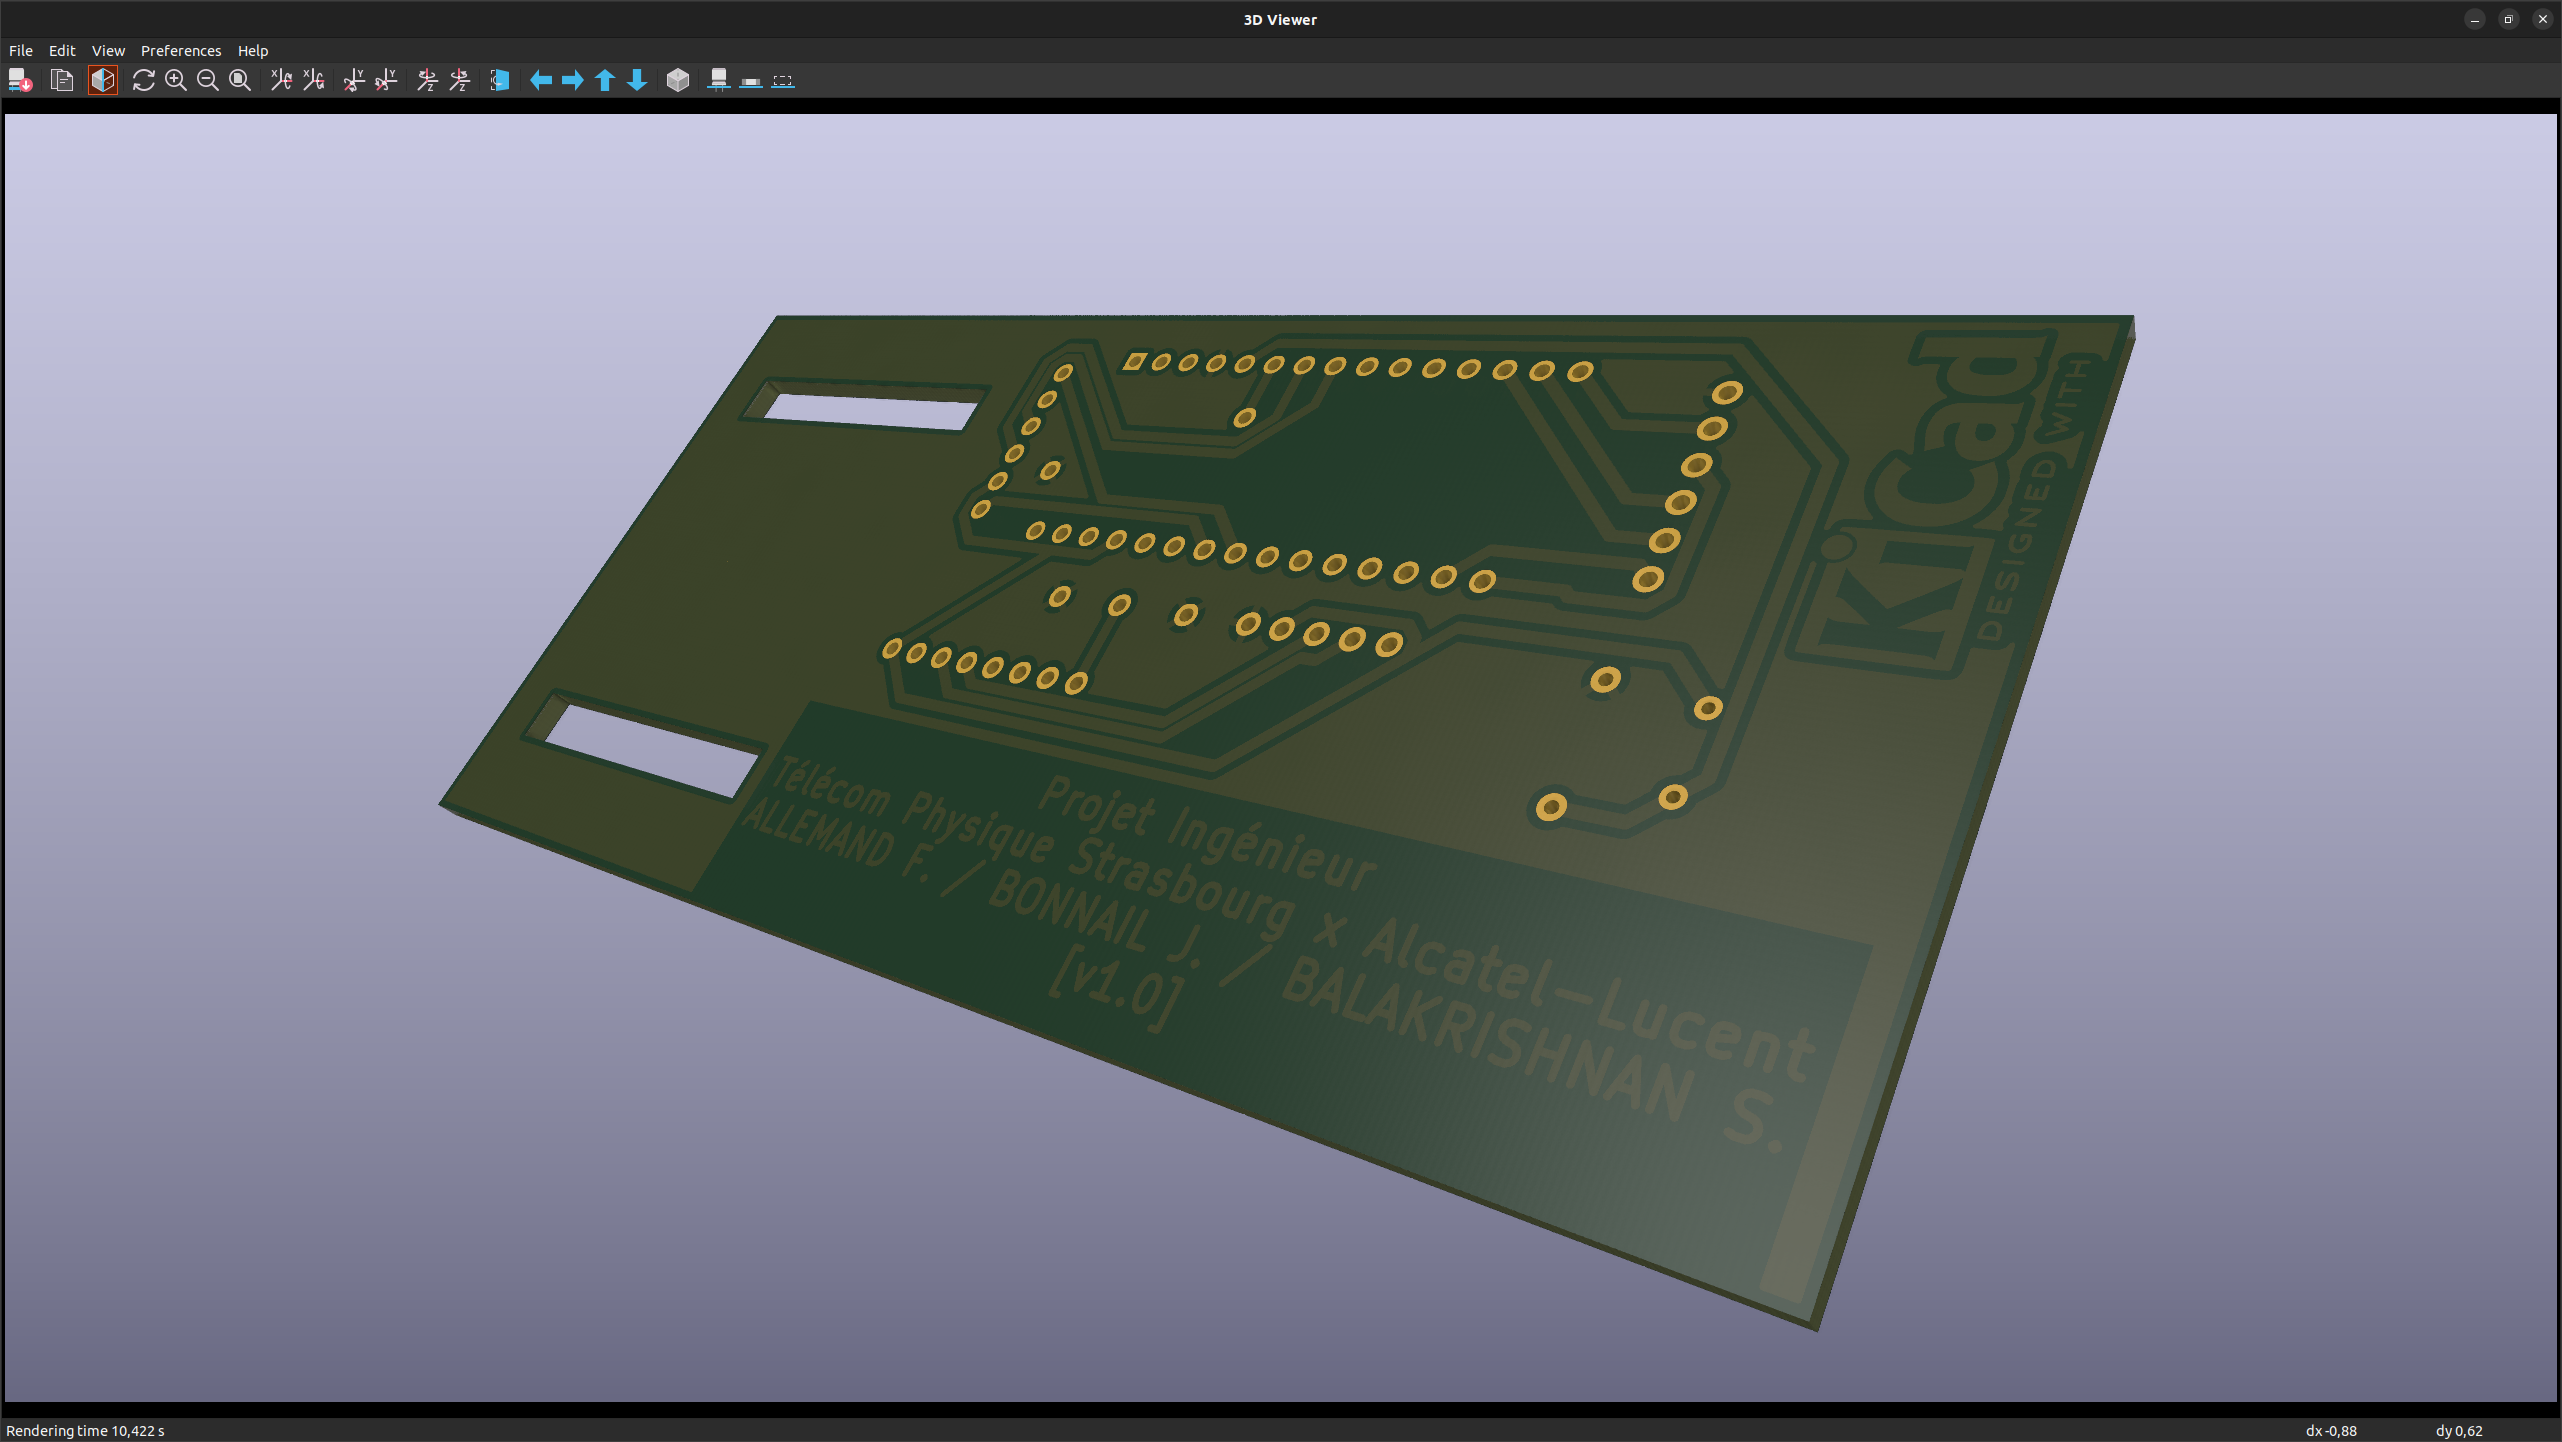 3D Viewer
File Edit View Preferences Help
KiCad
DESIGNED WITH
Projet Ingénieur
Télécom Physique Strasbourg x Alcatel-Lucent
ALLEMAND F. / BONNAIL J. / BALAKRISHNAN S.
[v1.0]
Rendering time 10,422 s
dx -0,88
dy 0,62